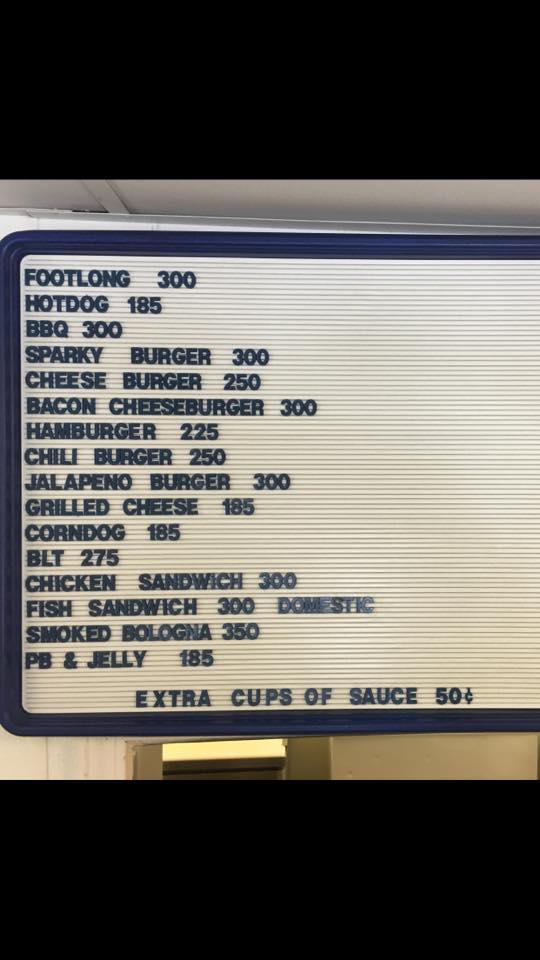 FOOTLONG 300
HOTDOG 185
BBQ 300
SPARKY BURGER 300
CHEESE BURGER 250
BACON CHEESEBURGER 300
HAMBURGER 225
CHILI BURGER 250
JALAPENO BURGER 300
GRILLED CHEESE 185
CORNDOG 185
BLT 275
CHICKEN SANDWICH 300
FISH SANDWICH 300 DOMESTIC
SMOKED BOLOGNA 350
PB & JELLY 185
EXTRA CUPS OF SAUCE 50¢